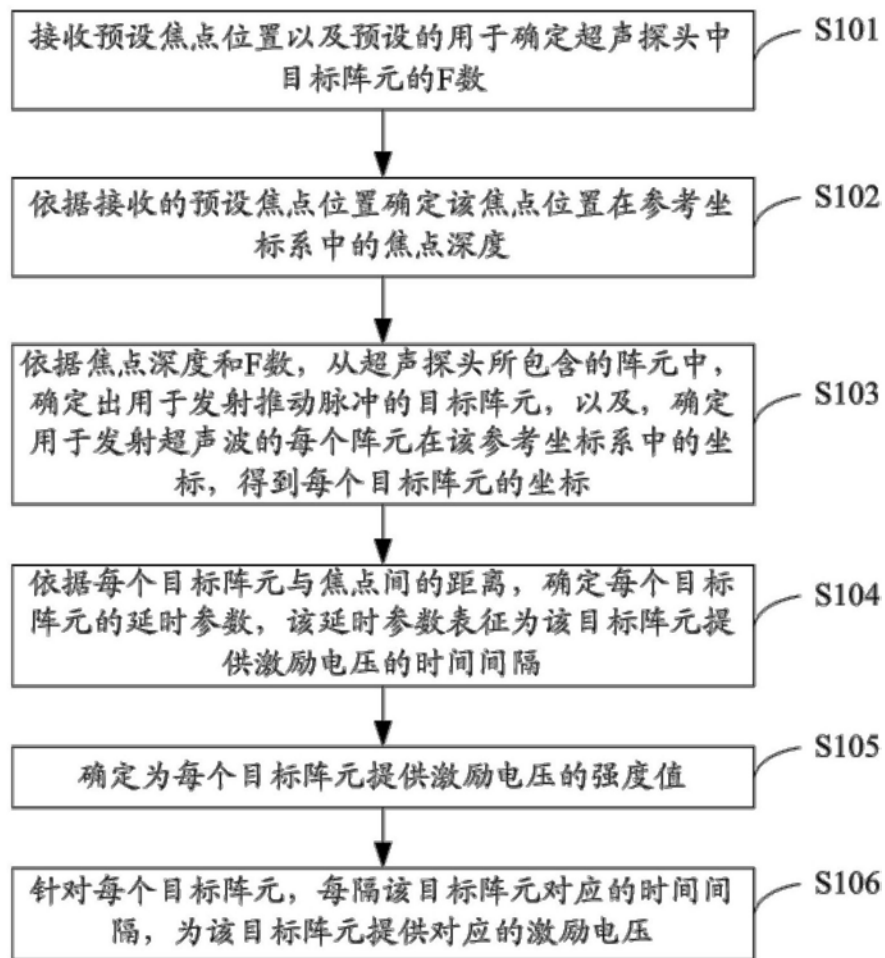 接收预设焦点位置以及预设的用于确定超声探头中
目标阵元的F数
S101
依据接收的预设焦点位置确定该焦点位置在参考坐
标系中的焦点深度
S102
依据焦点深度和F数，从超声探头所包含的阵元中，
确定出用于发射推动脉冲的目标阵元，以及，确定
用于发射超声波的每个阵元在该参考坐标系中的坐
标，得到每个目标阵元的坐标
S103
依据每个目标阵元与焦点间的距离，确定每个目标
阵元的延时参数，该延时参数表征为该目标阵元提
供激励电压的时间间隔
S104
确定为每个目标阵元提供激励电压的强度值
S105
针对每个目标阵元，每隔该目标阵元对应的时间间
隔，为该目标阵元提供对应的激励电压
S106